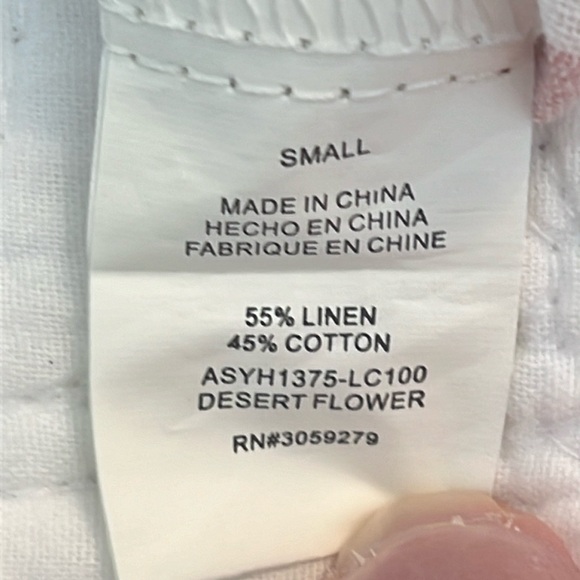 SMALL
MADE IN CHINA
HECHO EN CHINA
FABRIQUE EN CHINE
55% LINEN
45% COTTON
ASYH1375-LC100
DESERT FLOWER
RN#3059279